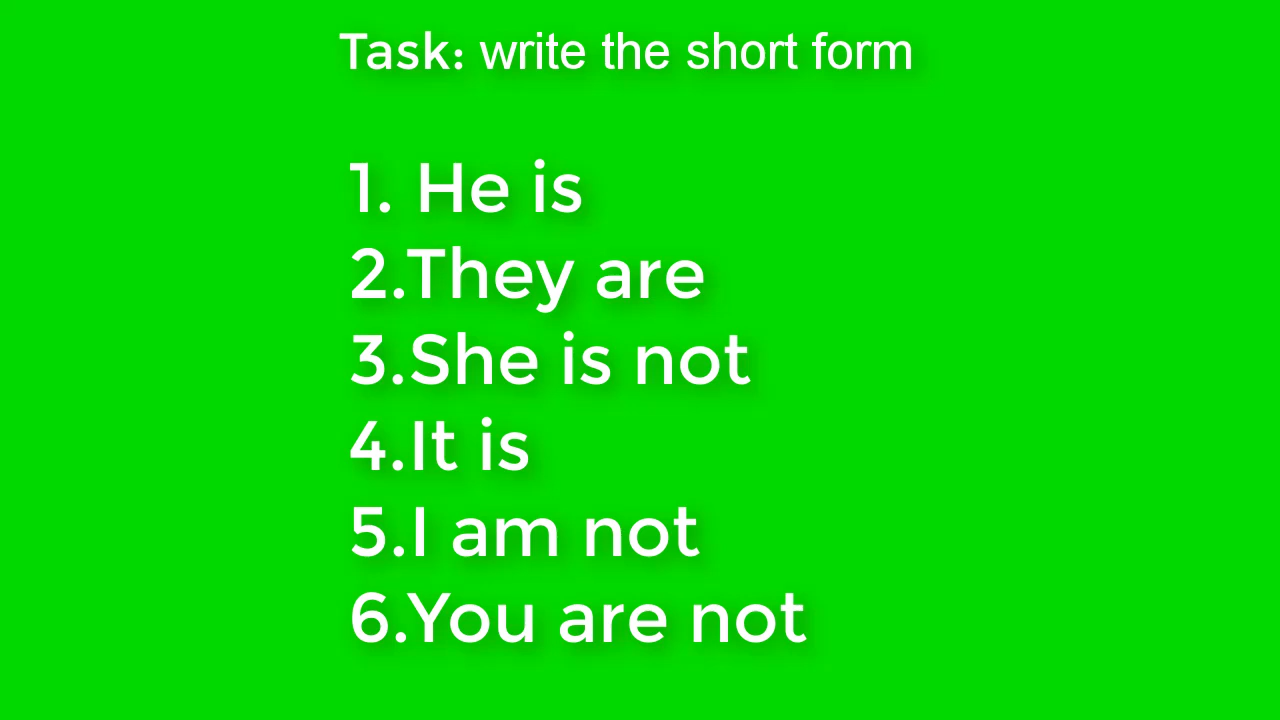 Task: write the short form
1. He is
2.They are
3.She is not
4.It is
5.I am not
6.You are not